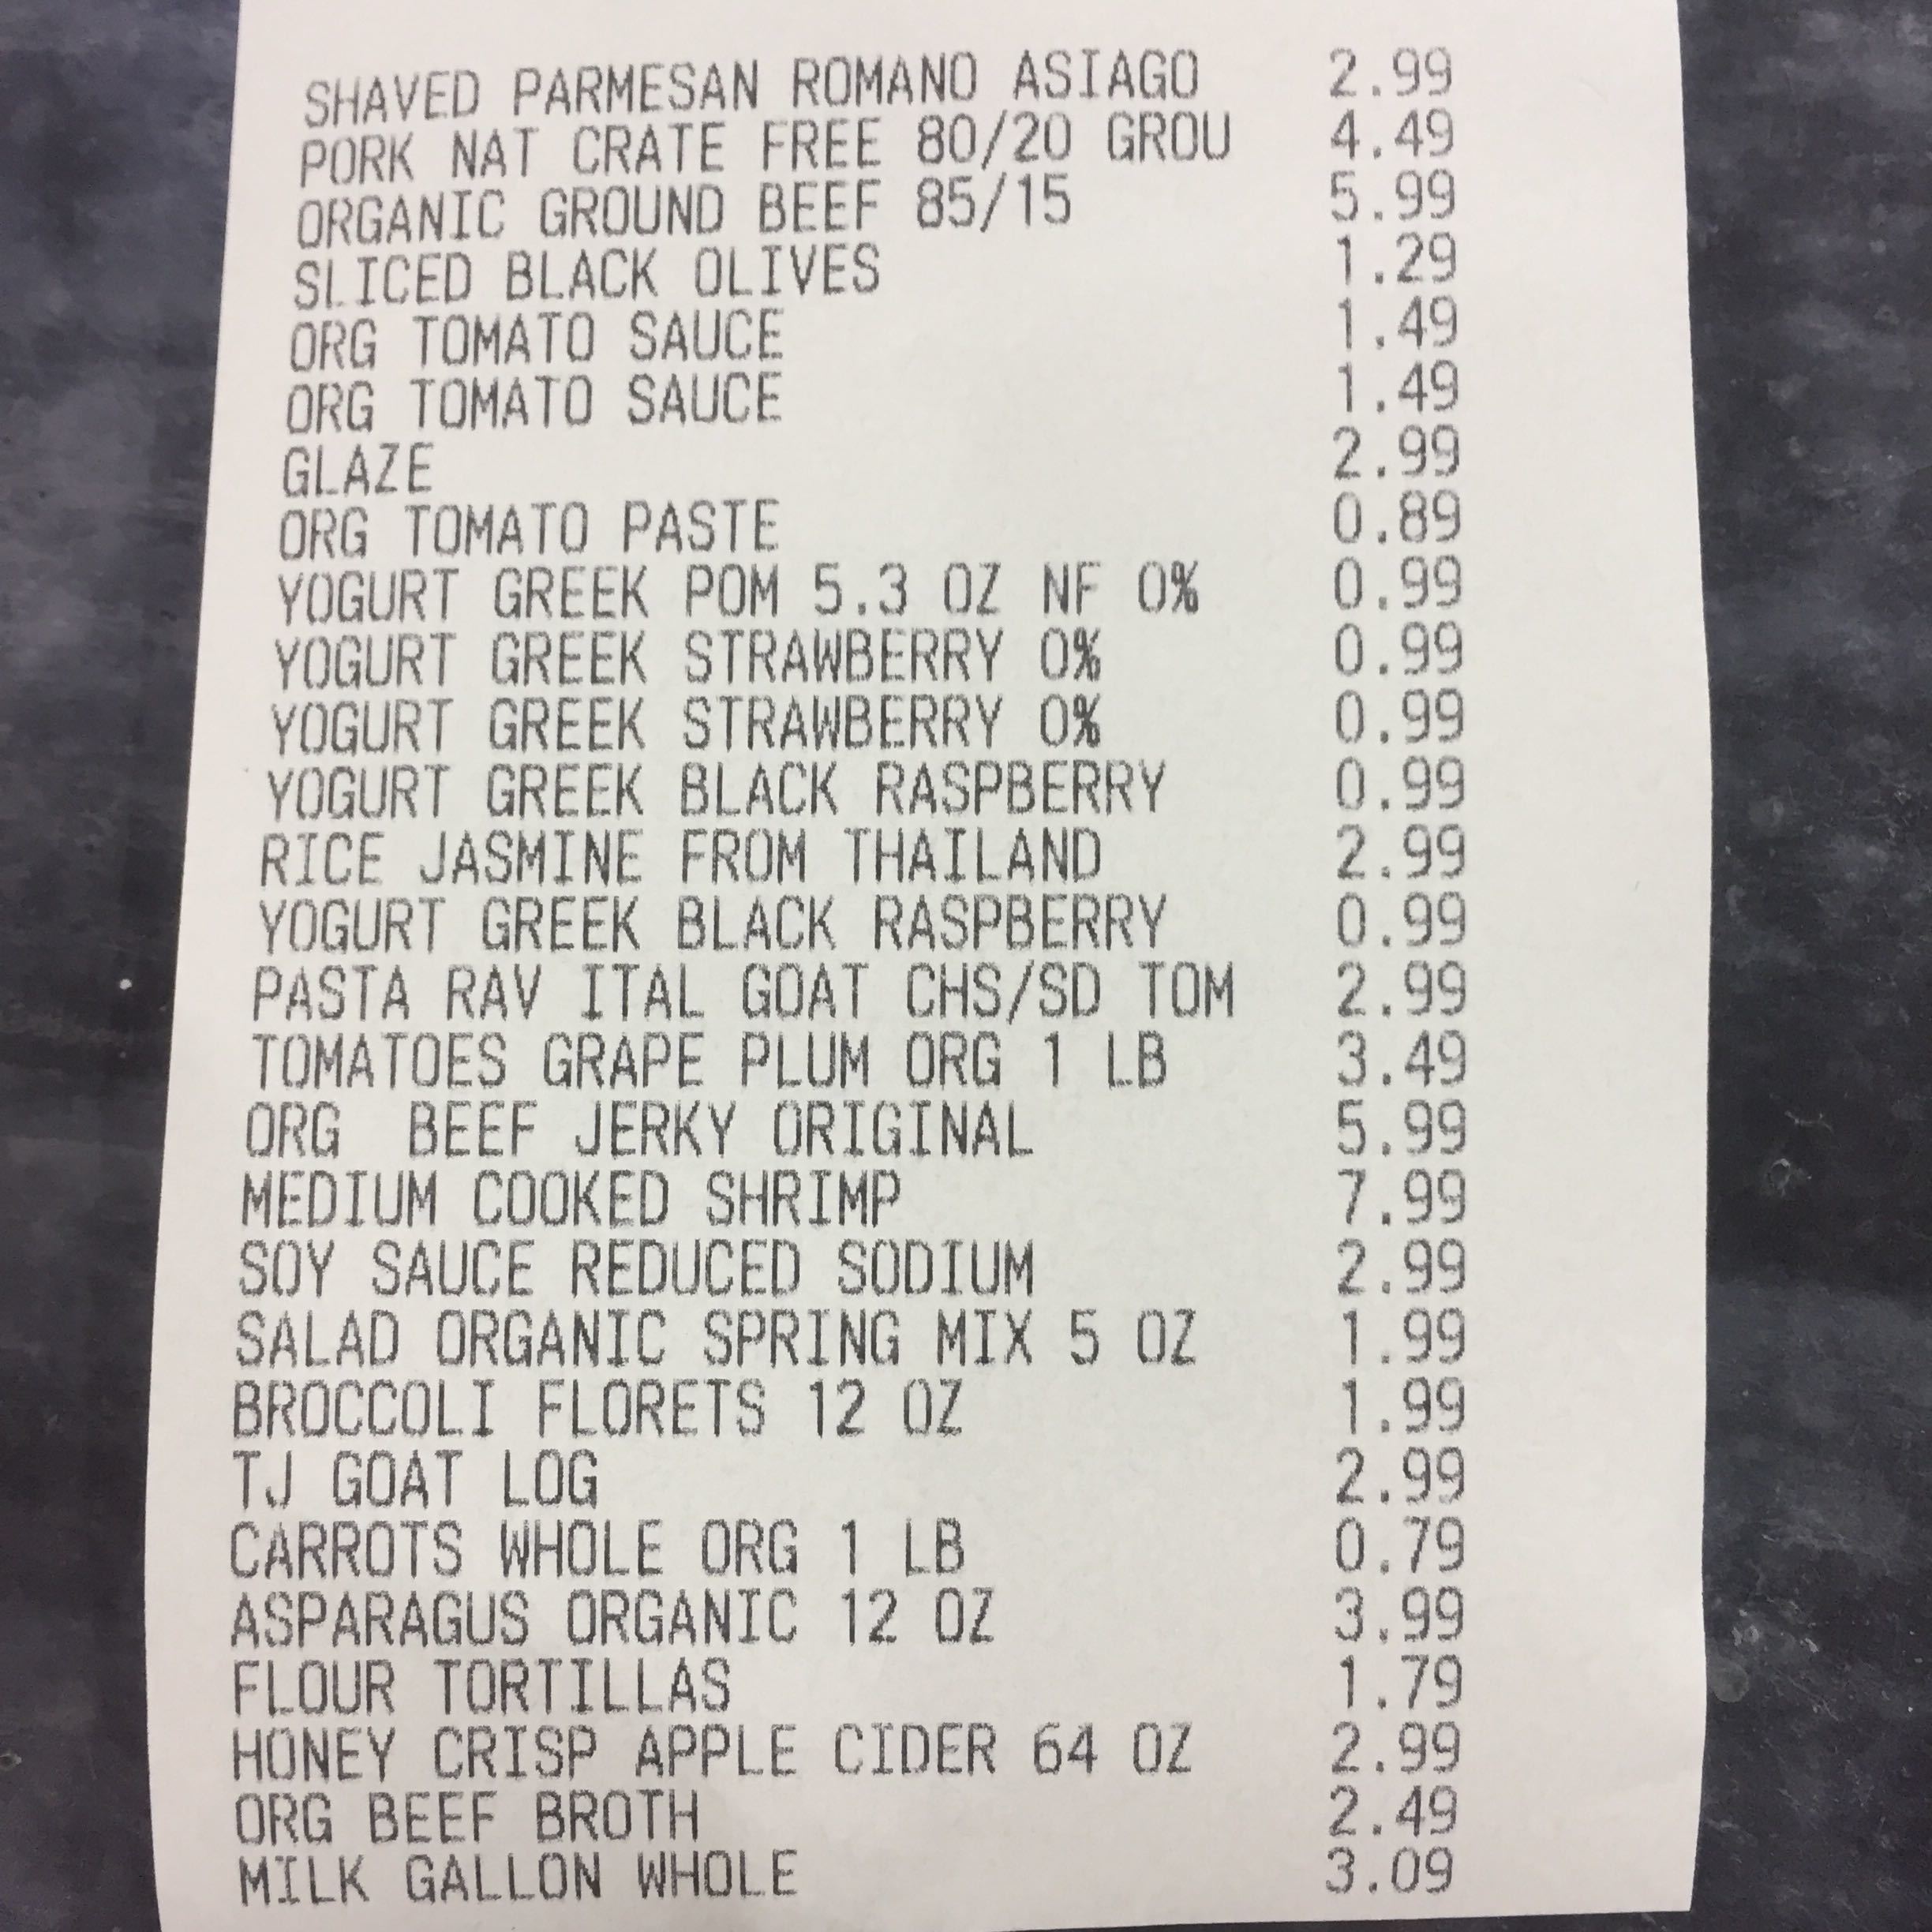 SHAVED PARMESAN ROMANO ASIAGO 2.99
PORK NAT CRATE FREE 80/20 GROU 4.49
ORGANIC GROUND BEEF 85/15 5.99
SLICED BLACK OLIVES 1.29
ORG TOMATO SAUCE 1.49
ORG TOMATO SAUCE 1.49
GLAZE 2.99
ORG TOMATO PASTE 0.89
YOGURT GREEK POM 5.3 OZ NF 0% 0.99
YOGURT GREEK STRAWBERRY 0% 0.99
YOGURT GREEK STRAWBERRY 0% 0.99
YOGURT GREEK BLACK RASPBERRY 0.99
RICE JASMINE FROM THAILAND 2.99
YOGURT GREEK BLACK RASPBERRY 0.99
PASTA RAV ITAL GOAT CHS/SD TOM 2.99
TOMATOES GRAPE PLUM ORG 1 LB 3.49
ORG BEEF JERKY ORIGINAL 5.99
MEDIUM COOKED SHRIMP 7.99
SOY SAUCE REDUCED SODIUM 2.99
SALAD ORGANIC SPRING MIX 5 OZ 1.99
BROCCOLI FLORETS 12 OZ 1.99
TJ GOAT LOG 2.99
CARROTS WHOLE ORG 1 LB 0.79
ASPARAGUS ORGANIC 12 OZ 3.99
FLOUR TORTILLAS 1.79
HONEY CRISP APPLE CIDER 64 OZ 2.99
ORG BEEF BROTH 2.49
MILK GALLON WHOLE 3.09